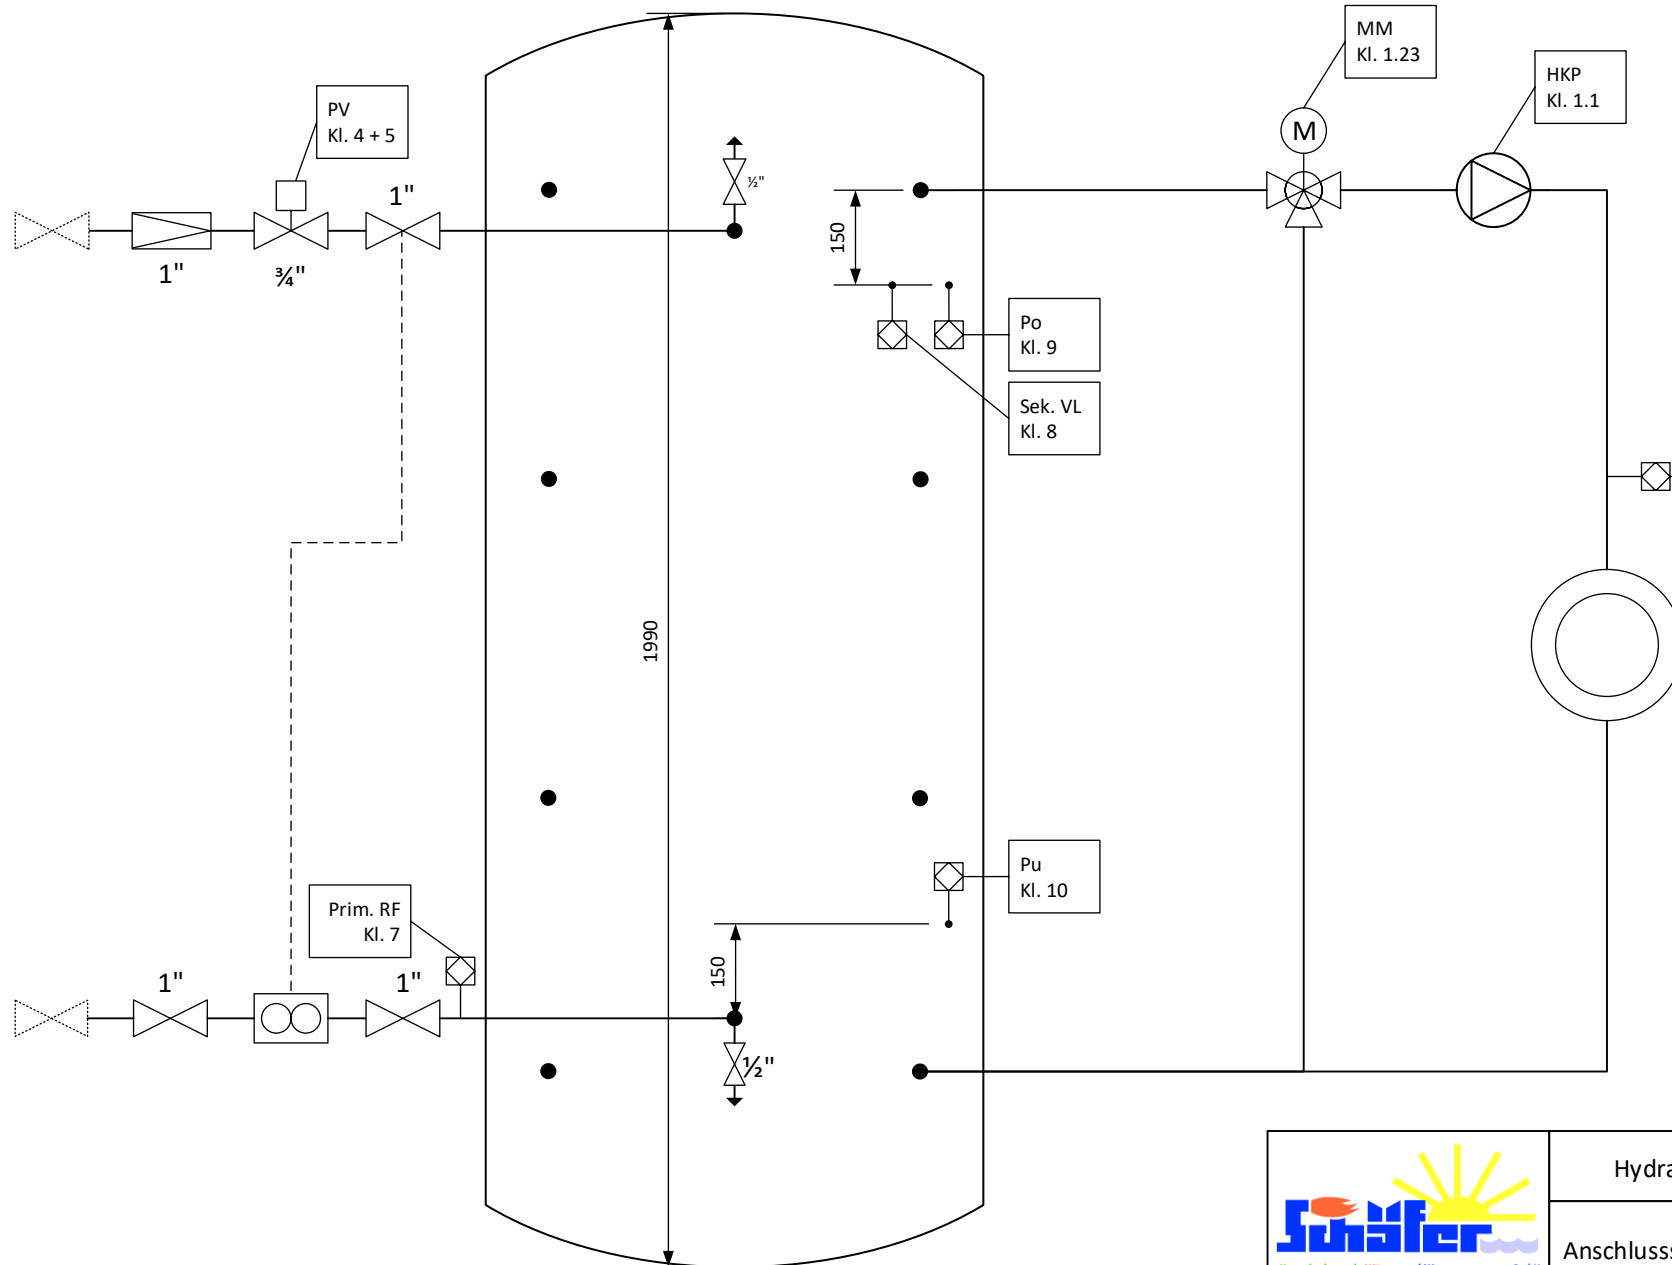 MM
Kl. 1.23
HKP
Kl. 1.1
PV
Kl. 4 + 5
M
1"
½"
1"
¾"
150
Po
Kl. 9
Sek. VL
Kl. 8
1990
Pu
Kl. 10
Prim. RF
Kl. 7
150
1"
1"
½"
Schäfer
Hydra
Anschlusss